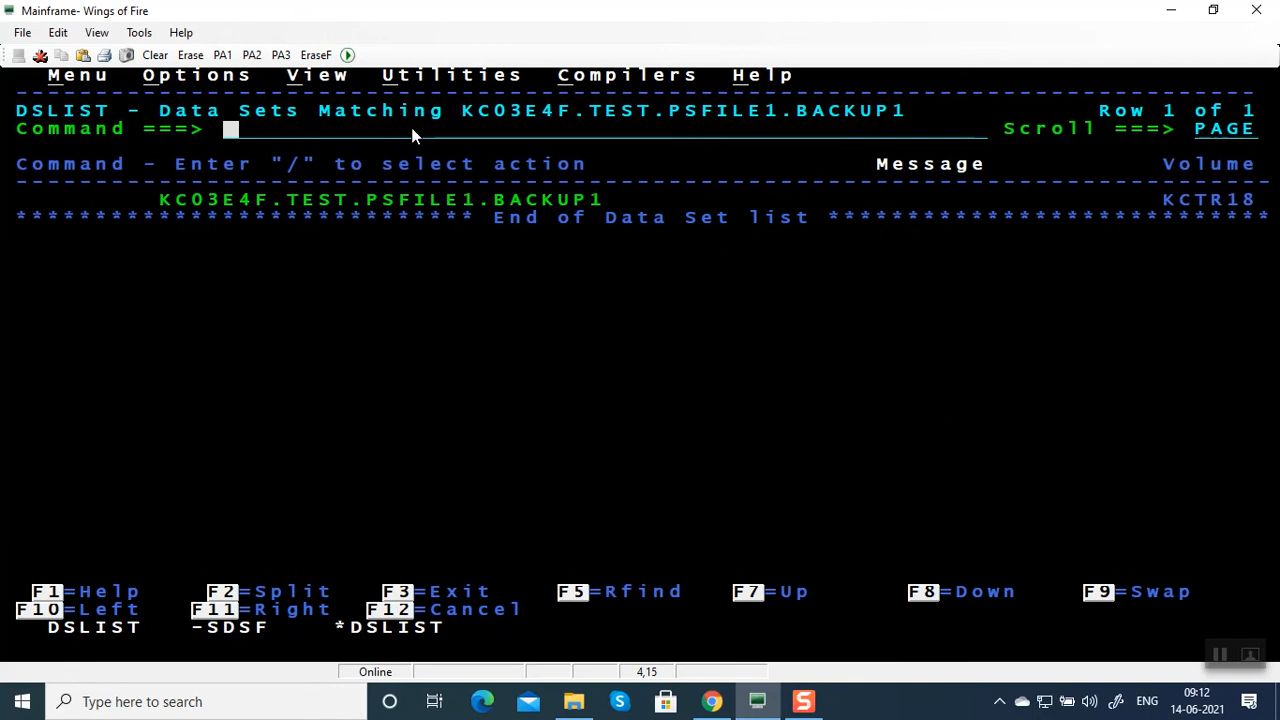 Mainframe- Wings of Fire
File Edit View Tools Help
Clear Erase PA1 PA2 PA3 EraseF
Menu Options View Utilities Compilers Help
DSLIST - Data Sets Matching KC03E4F.TEST.PSFILE1.BACKUP1 Row 1 of 1
Command ===> Scroll ===> PAGE
Command - Enter "/" to select action Message Volume
KC03E4F.TEST.PSFILE1.BACKUP1 KCTR18
***************************** End of Data Set list ****************************
F1=Help F2=Split F3=Exit F5=Rfind F7=Up F8=Down F9=Swap
F10=Left F11=Right F12=Cancel
DSLIST -SDSF *DSLIST
Online 4,15
Type here to search ENG 09:12
14-06-2021